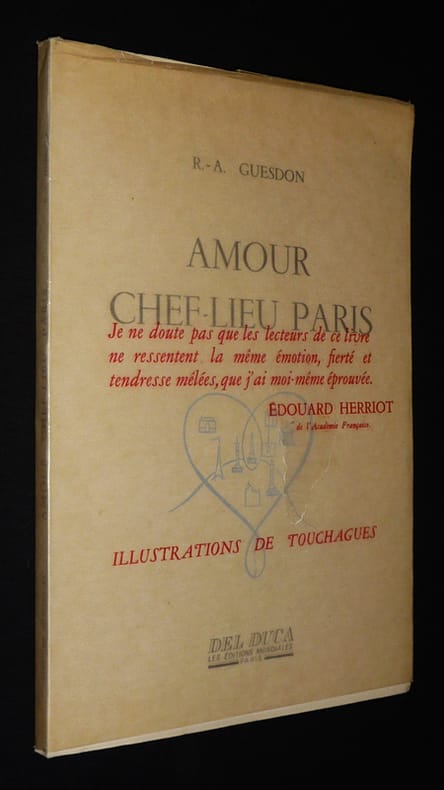 R.-A. GUESDON
AMOUR
CHEF-LIEU PARIS
Je ne doute pas que les lecteurs de ce livre
ne ressentent la même émotion, fierté et
tendresse mêlées, que j'ai moi-même éprouvée.
ÉDOUARD HERRIOT
de l'Académie Française.
ILLUSTRATIONS DE TOUCHAGUES
DEL DUCA
LES ÉDITIONS MONDIALES
PARIS